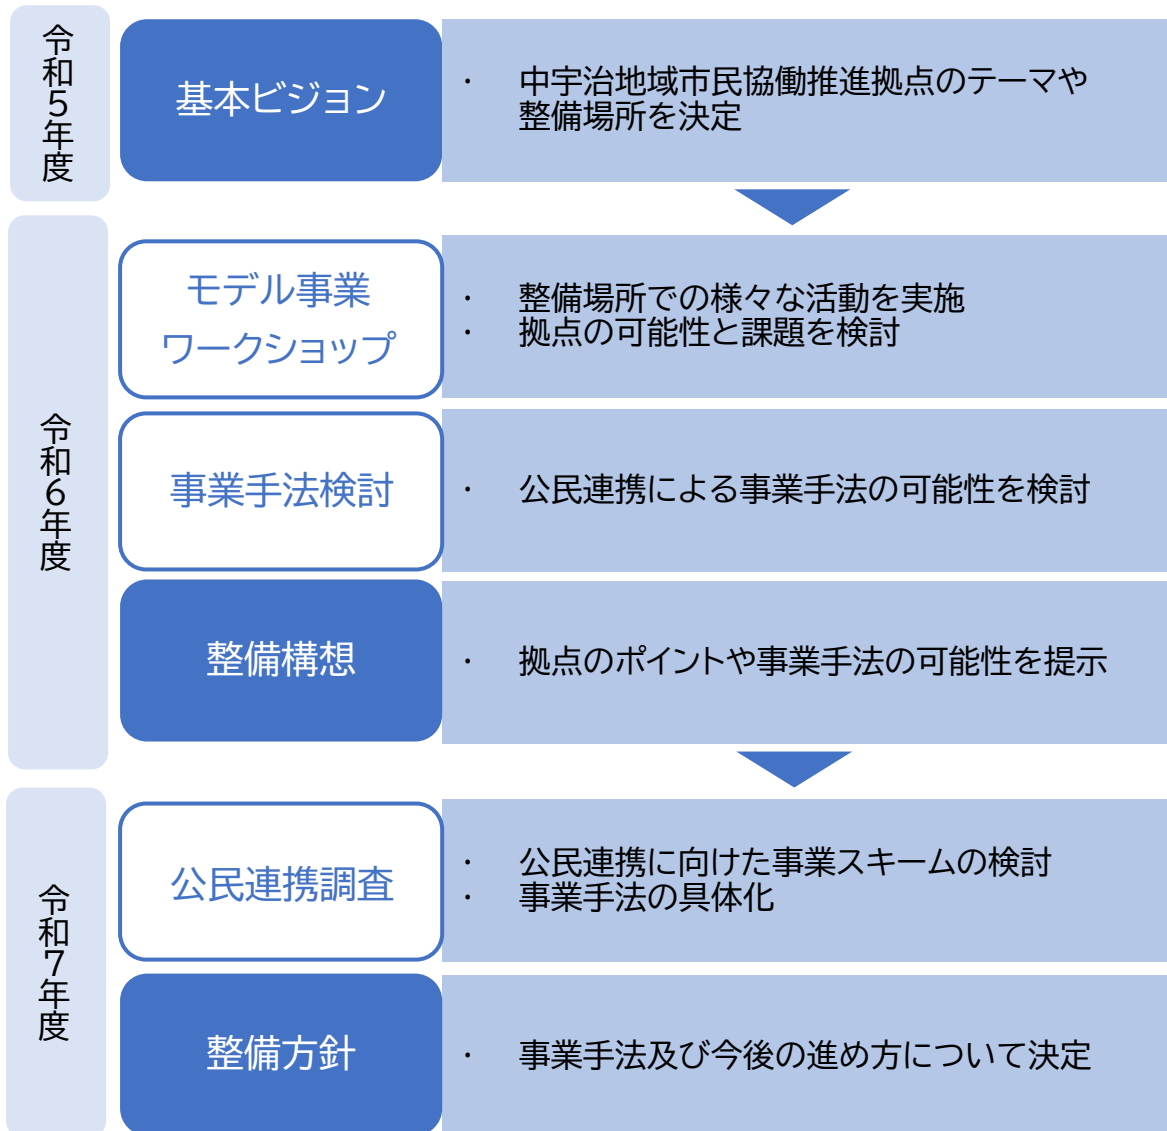 令和5年度
基本ビジョン
・ 中宇治地域市民協働推進拠点のテーマや
整備場所を決定
令和6年度
モデル事業
ワークショップ
・ 整備場所での様々な活動を実施
・ 拠点の可能性と課題を検討
事業手法検討
・ 公民連携による事業手法の可能性を検討
整備構想
・ 拠点のポイントや事業手法の可能性を提示
令和7年度
公民連携調査
・ 公民連携に向けた事業スキームの検討
・ 事業手法の具体化
整備方針
・ 事業手法及び今後の進め方について決定